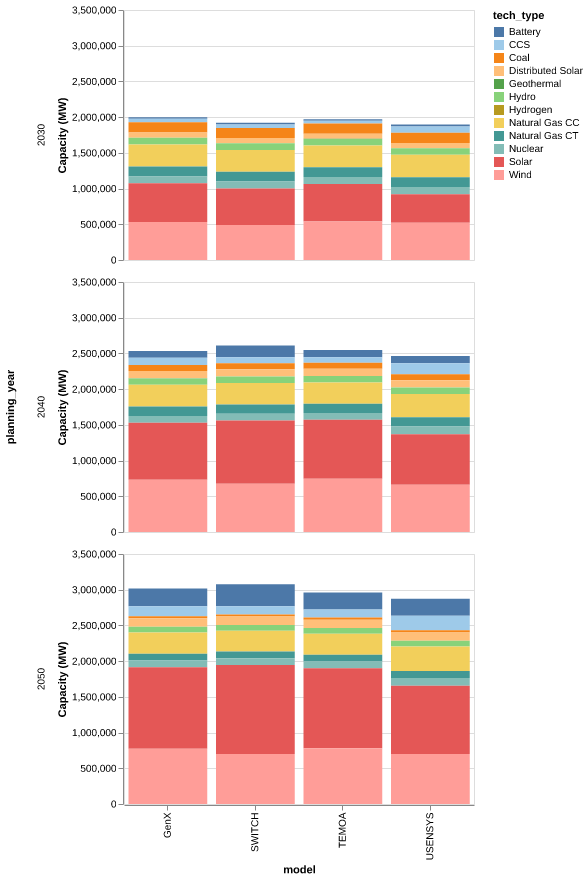 tech_type
Battery
CCS
Coal
Distributed Solar
Geothermal
Hydro
Hydrogen
Natural Gas CC
Natural Gas CT
Nuclear
Solar
Wind
planning_year
2030
Capacity (MW)
3,500,000
3,000,000
2,500,000
2,000,000
1,500,000
1,000,000
500,000
0
2040
Capacity (MW)
3,500,000
3,000,000
2,500,000
2,000,000
1,500,000
1,000,000
500,000
0
2050
Capacity (MW)
3,500,000
3,000,000
2,500,000
2,000,000
1,500,000
1,000,000
500,000
0
GenX
SWITCH
TEMOA
USENSYS
model